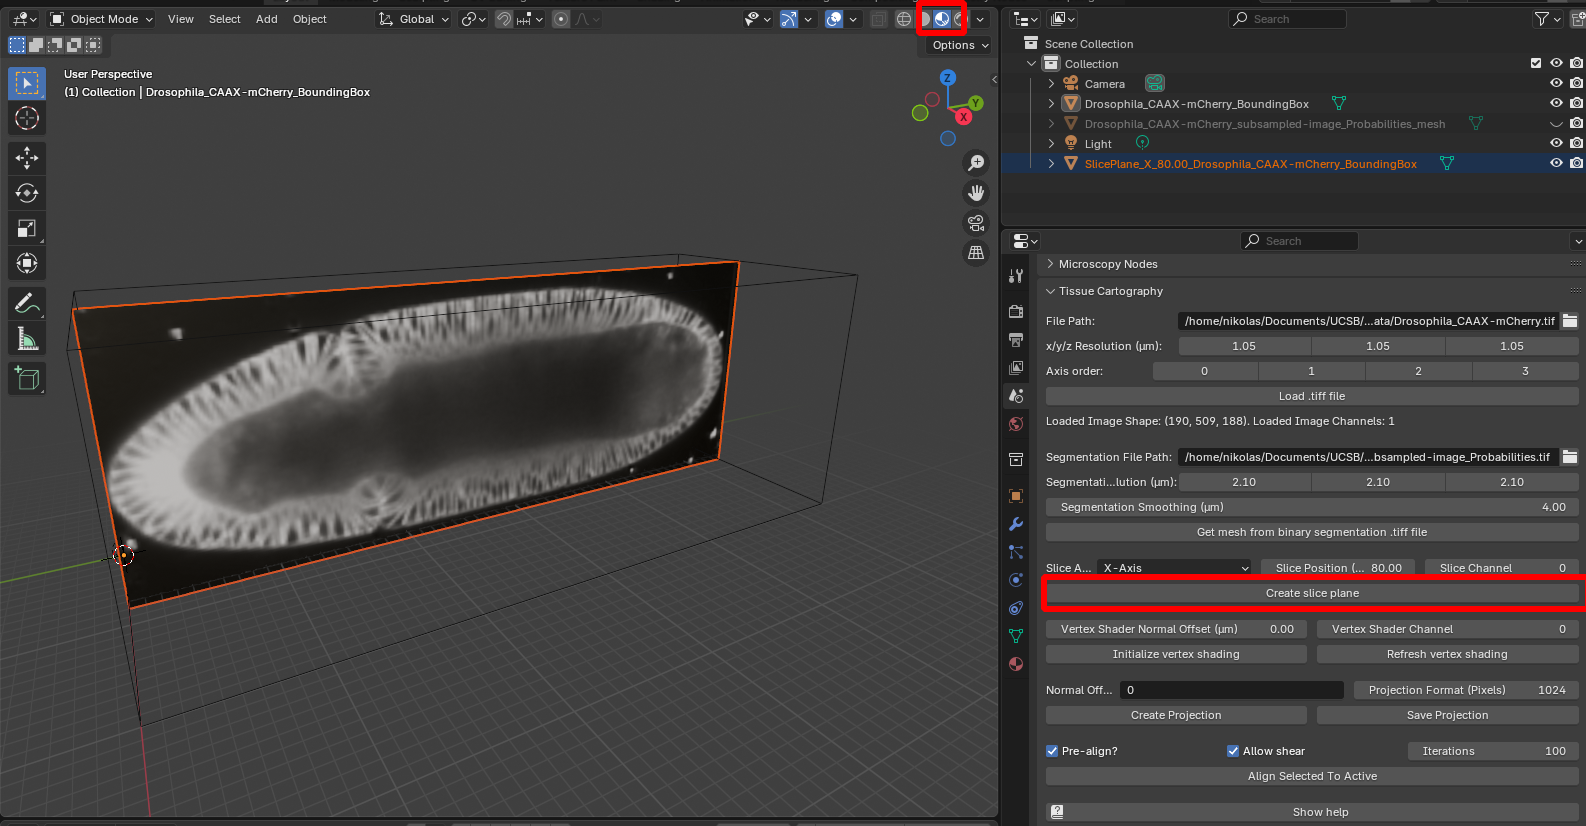 Object Mode
View
Select
Add
Object
Global
Options
User Perspective
(1) Collection | Drosophila_CAAX-mCherry_BoundingBox
Z
Y
X
Search
Scene Collection
Collection
Camera
Drosophila_CAAX-mCherry_BoundingBox
Drosophila_CAAX-mCherry_subsampled-image_Probabilities_mesh
Light
SlicePlane_X_80.00_Drosophila_CAAX-mCherry_BoundingBox
Search
Microscopy Nodes
Tissue Cartography
File Path: /home/nikolas/Documents/UCSB/...ata/Drosophila_CAAX-mCherry.tif
x/y/z Resolution (µm): 1.05 1.05 1.05
Axis order: 0 1 2 3
Load .tiff file
Loaded Image Shape: (190, 509, 188). Loaded Image Channels: 1
Segmentation File Path: /home/nikolas/Documents/UCSB/...bsampled-image_Probabilities.tif
Segmentati...lution (µm): 2.10 2.10 2.10
Segmentation Smoothing (µm) 4.00
Get mesh from binary segmentation .tiff file
Slice A... X-Axis Slice Position (... 80.00 Slice Channel 0
Create slice plane
Vertex Shader Normal Offset (µm) 0.00 Vertex Shader Channel 0
Initialize vertex shading Refresh vertex shading
Normal Off... 0 Projection Format (Pixels) 1024
Create Projection Save Projection
Pre-align? Allow shear Iterations 100
Align Selected To Active
Show help